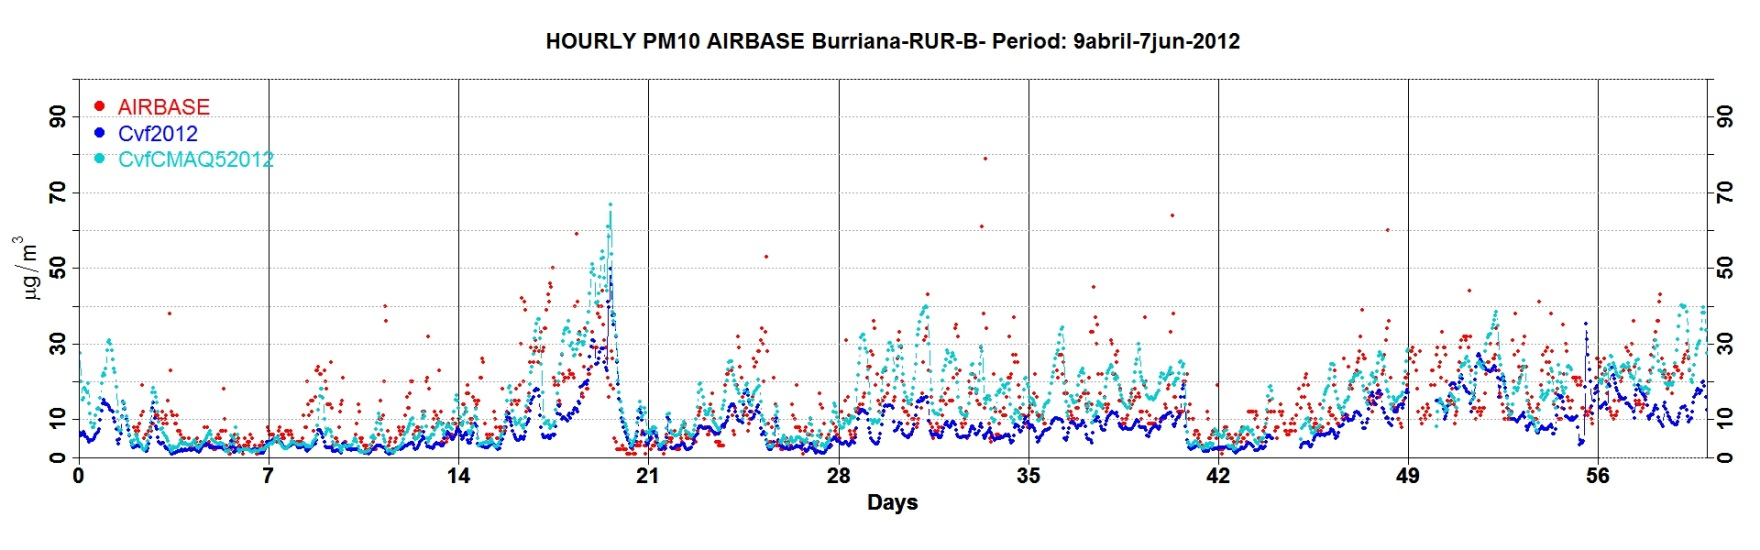 HOURLY PM10 AIRBASE Burriana-RUR-B- Period: 9abril-7jun-2012
AIRBASE
Cvf2012
CvfCMAQ52012
μg/m³
90
70
50
30
10
0
90
70
50
30
10
0
0 7 14 21 28 35 42 49 56
Days